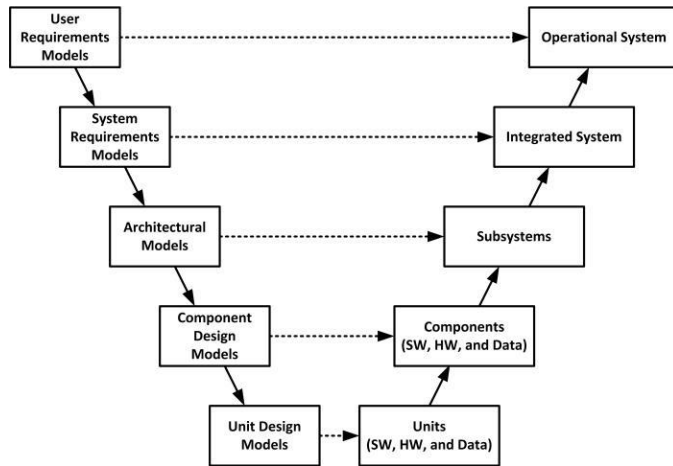 User
Requirements
Models
Operational System
System
Requirements
Models
Integrated System
Architectural
Models
Subsystems
Component
Design
Models
Components
(SW, HW, and Data)
Unit Design
Models
Units
(SW, HW, and Data)